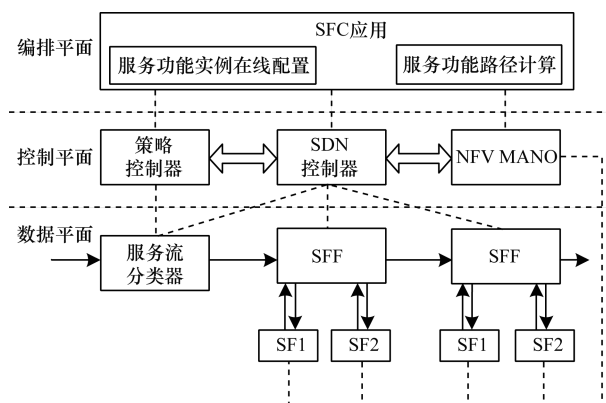 SFC应用
编排平面
服务功能实例在线配置
服务功能路径计算
控制平面
策略
控制器
SDN
控制器
NFV MANO
数据平面
服务流
分类器
SFF
SFF
SF1
SF2
SF1
SF2